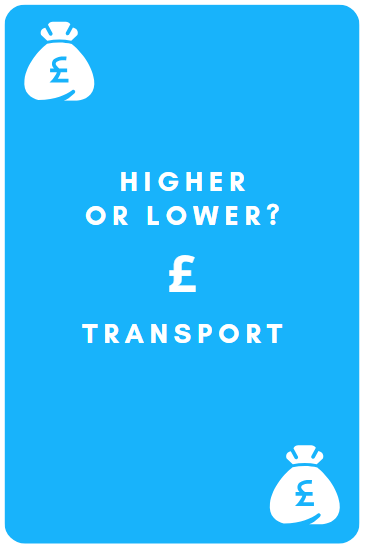 £
HIGHER
OR LOWER?
£
TRANSPORT
£